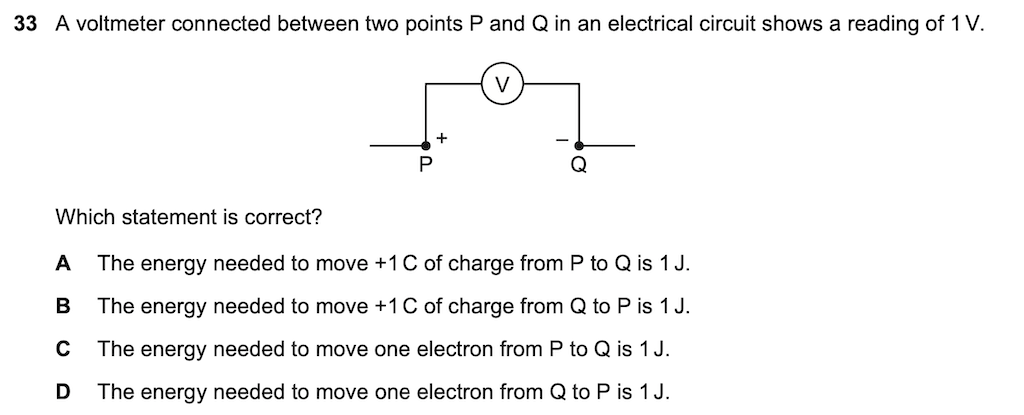 33 A voltmeter connected between two points P and Q in an electrical circuit shows a reading of 1 V.
V
+ –
P Q
Which statement is correct?
A The energy needed to move +1 C of charge from P to Q is 1 J.
B The energy needed to move +1 C of charge from Q to P is 1 J.
C The energy needed to move one electron from P to Q is 1 J.
D The energy needed to move one electron from Q to P is 1 J.